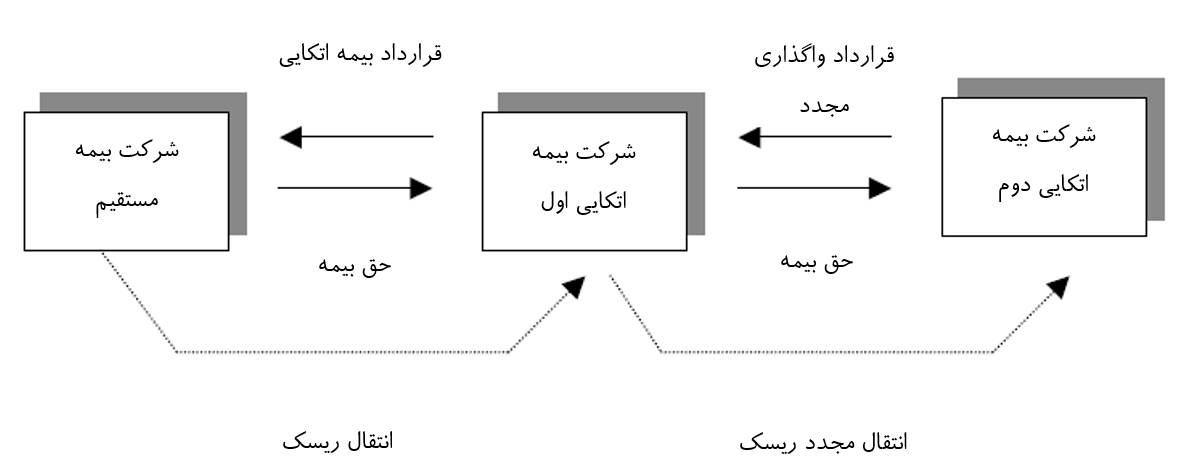 قرارداد بیمه اتکایی
قرارداد واگذاری
مجدد
شرکت بیمه
مستقیم
شرکت بیمه
اتکایی اول
شرکت بیمه
اتکایی دوم
حق بیمه
حق بیمه
انتقال ریسک
انتقال مجدد ریسک